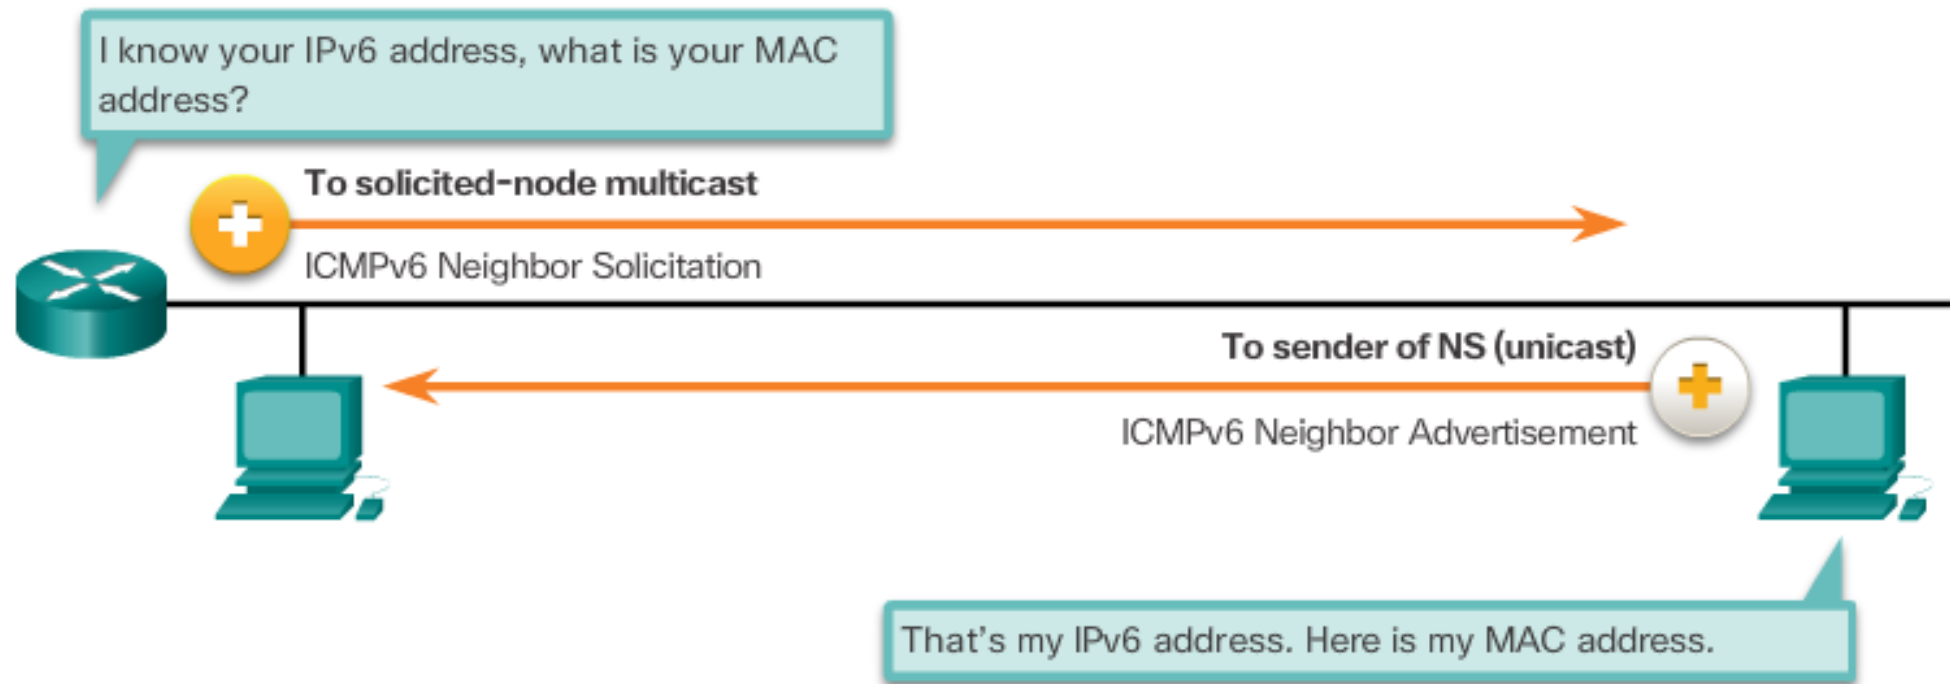 I know your IPv6 address, what is your MAC
address?
To solicited-node multicast
ICMPv6 Neighbor Solicitation
To sender of NS (unicast)
ICMPv6 Neighbor Advertisement
That's my IPv6 address. Here is my MAC address.